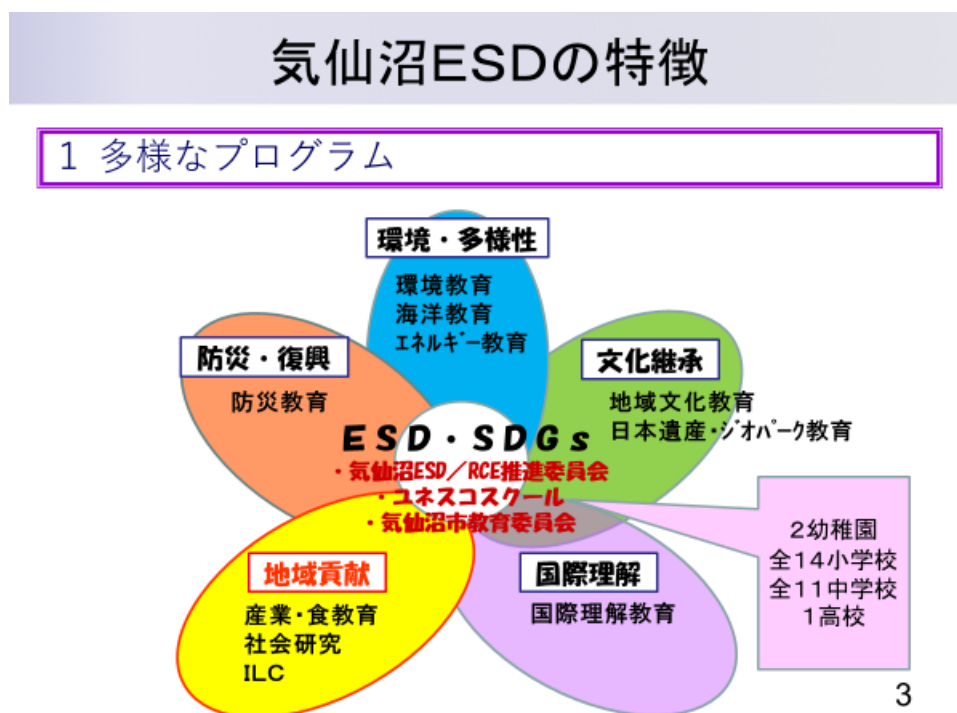 気仙沼ESDの特徴
1 多様なプログラム
環境・多様性
環境教育
海洋教育
エネルギー教育
防災・復興
防災教育
文化継承
地域文化教育
日本遺産・ジオパーク教育
ESD・SDGs
・気仙沼ESD/RCE推進委員会
・ユネスコスクール
・気仙沼市教育委員会
地域貢献
産業・食教育
社会研究
ILC
国際理解
国際理解教育
2幼稚園
全14小学校
全11中学校
1高校
3